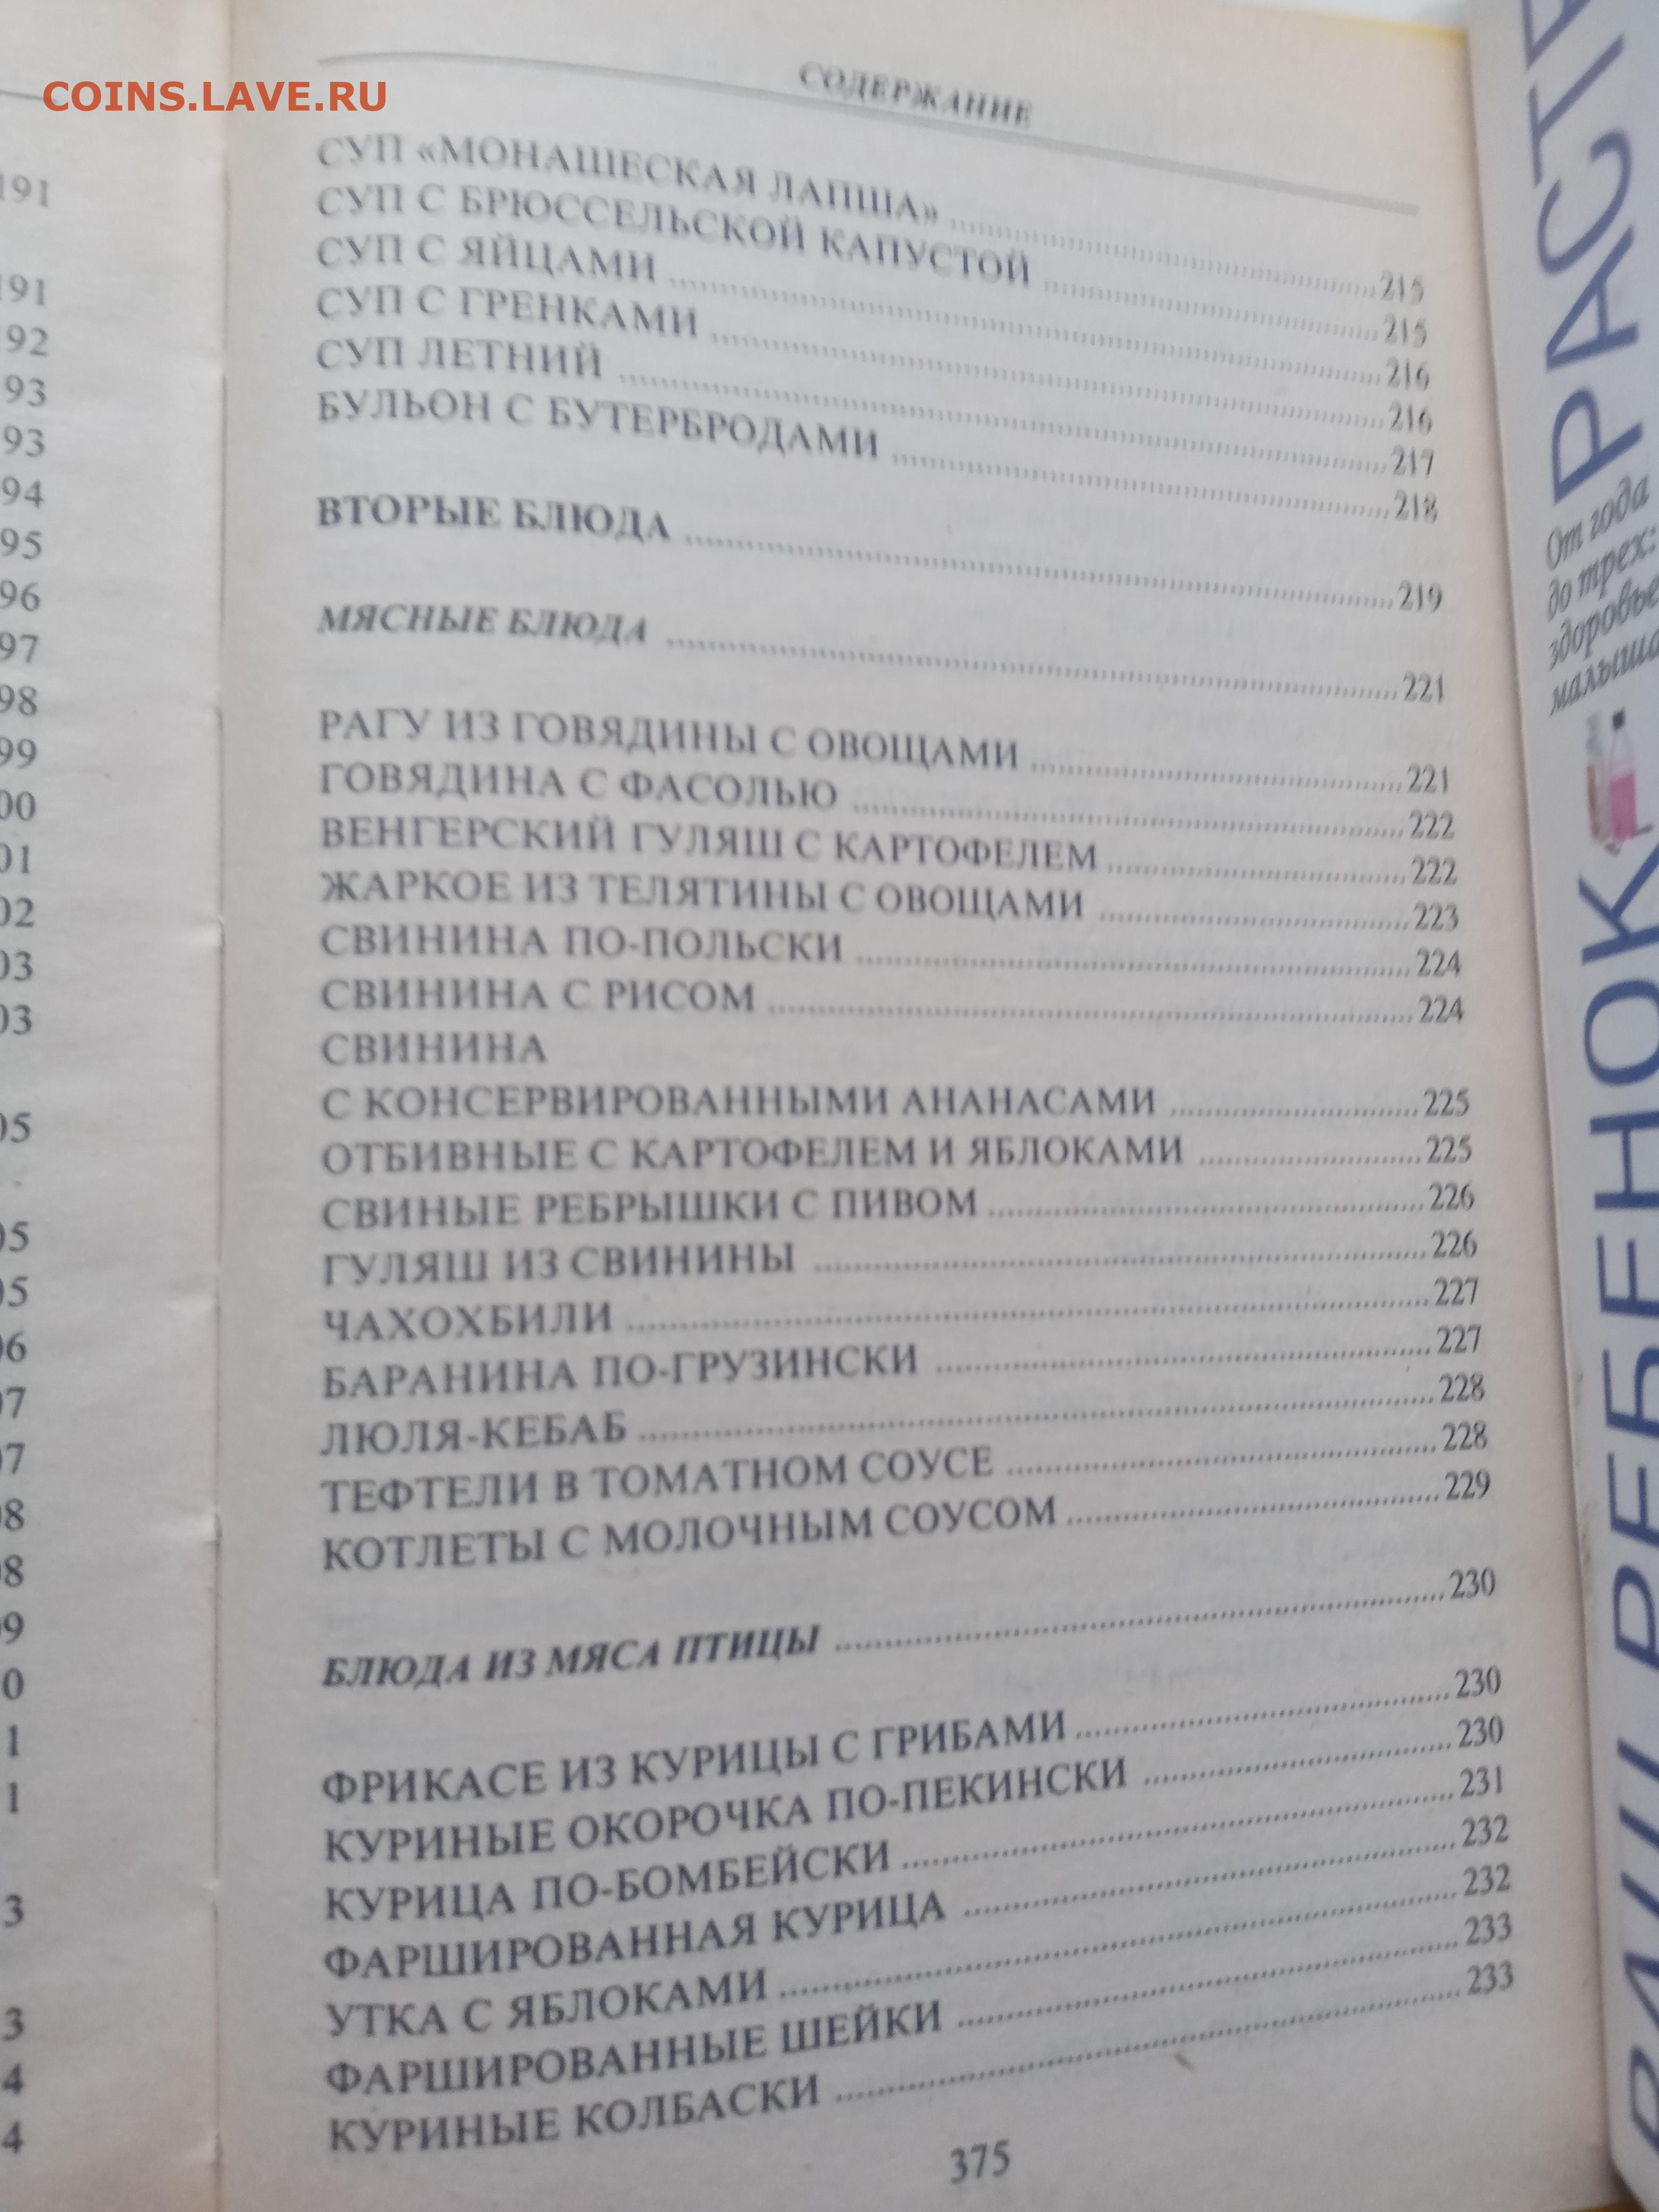 COINS.LAVE.RU
191
191
192
193
СОДЕРЖАНИЕ
СУП «МОНАШЕСКАЯ ЛАПША» 215
СУП С БРЮССЕЛЬСКОЙ КАПУСТОЙ 215
СУП С ЯЙЦАМИ 216
СУП С ГРЕНКАМИ 216
СУП ЛЕТНИЙ 217
БУЛЬОН С БУТЕРБРОДАМИ 218
ВТОРЫЕ БЛЮДА 219
МЯСНЫЕ БЛЮДА 221
РАГУ ИЗ ГОВЯДИНЫ С ОВОЩАМИ 221
ГОВЯДИНА С ФАСОЛЬЮ 222
ВЕНГЕРСКИЙ ГУЛЯШ С КАРТОФЕЛЕМ 222
ЖАРКОЕ ИЗ ТЕЛЯТИНЫ С ОВОЩАМИ 223
СВИНИНА ПО-ПОЛЬСКИ 224
СВИНИНА С РИСОМ 224
СВИНИНА
С КОНСЕРВИРОВАННЫМИ АНАНАСАМИ 225
ОТБИВНЫЕ С КАРТОФЕЛЕМ И ЯБЛОКАМИ 225
СВИНЫЕ РЕБРЫШКИ С ПИВОМ 226
ГУЛЯШ ИЗ СВИНИНЫ 226
ЧАХОХБИЛИ 227
БАРАНИНА ПО-ГРУЗИНСКИ 227
ЛЮЛЯ-КЕБАБ 228
ТЕФТЕЛИ В ТОМАТНОМ СОУСЕ 228
КОТЛЕТЫ С МОЛОЧНЫМ СОУСОМ 229
БЛЮДА ИЗ МЯСА ПТИЦЫ 230
ФРИКАСЕ ИЗ КУРИЦЫ С ГРИБАМИ 230
КУРИНЫЕ ОКОРОЧКА ПО-ПЕКИНСКИ 230
КУРИЦА ПО-БОМБЕЙСКИ 231
ФАРШИРОВАННАЯ КУРИЦА 232
УТКА С ЯБЛОКАМИ 232
ФАРШИРОВАННЫЕ ШЕЙКИ 233
КУРИНЫЕ КОЛБАСКИ 233
375
РЕБЕНОК
От года
до трех:
здоровье
малыша